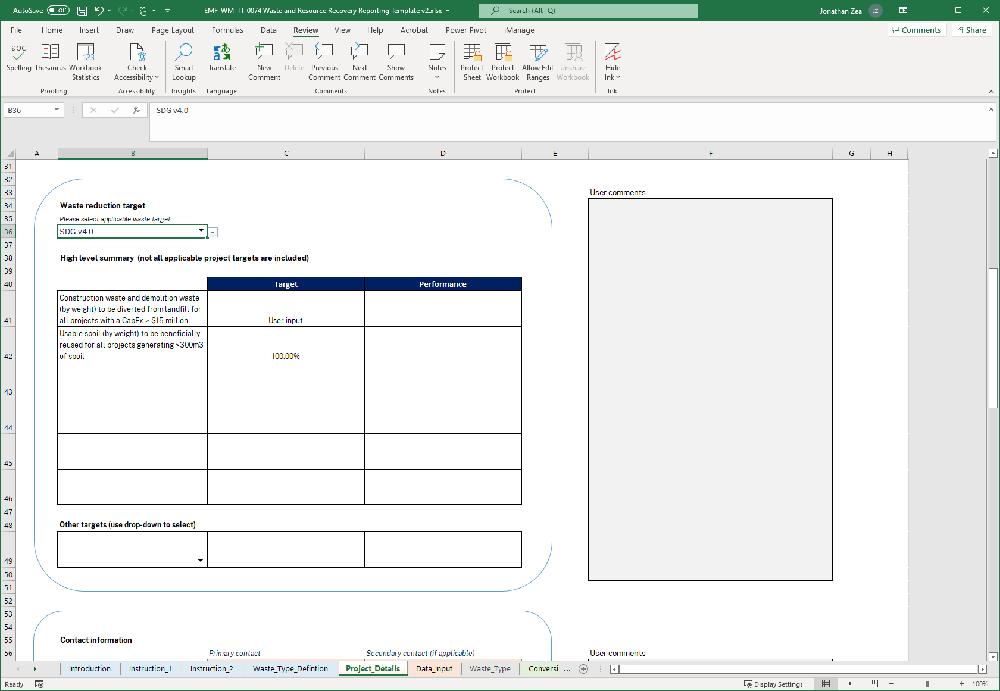 AutoSave Off EMF-WM-TT-0074 Waste and Resource Recovery Reporting Template v2.xlsx Search (Alt+Q) Jonathan Zea JZ
File Home Insert Draw Page Layout Formulas Data Review View Help Acrobat Power Pivot iManage Comments Share
abc 123
Spelling Thesaurus Workbook Statistics Check Accessibility Smart Lookup Translate New Comment Delete Previous Comment Next Comment Show Comments Notes Protect Sheet Protect Workbook Allow Edit Ranges Unshare Workbook Hide Ink
Proofing Accessibility Insights Language Comments Notes Protect Ink
B36 fx SDG v4.0
A B C D E F G H
31
32
33 User comments
34 Waste reduction target
35 Please select applicable waste target
36 SDG v4.0
37
38 High level summary (not all applicable project targets are included)
39
40 Target Performance
Construction waste and demolition waste
(by weight) to be diverted from landfill for
41 all projects with a CapEx > $15 million User input
Usable spoil (by weight) to be beneficially
reused for all projects generating >300m3
42 of spoil 100.00%
43
44
45
46
47
48 Other targets (use drop-down to select)
49
50
51
52
53
54
55 Contact information
56 Primary contact Secondary contact (if applicable) User comments
Introduction Instruction_1 Instruction_2 Waste_Type_Defintion Project_Details Data_Input Waste_Type Conversi ...
Ready Display Settings 100%